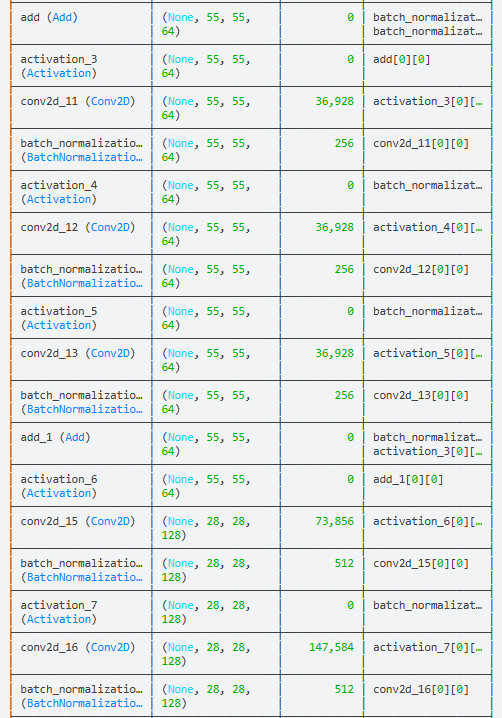 add (Add) (None, 55, 55, 0 batch_normalizat…
64) batch_normalizat…
activation_3 (None, 55, 55, 0 add[0][0]
(Activation) 64)
conv2d_11 (Conv2D) (None, 55, 55, 36,928 activation_3[0][…
64)
batch_normalizatio… (None, 55, 55, 256 conv2d_11[0][0]
(BatchNormalizatio… 64)
activation_4 (None, 55, 55, 0 batch_normalizat…
(Activation) 64)
conv2d_12 (Conv2D) (None, 55, 55, 36,928 activation_4[0][…
64)
batch_normalizatio… (None, 55, 55, 256 conv2d_12[0][0]
(BatchNormalizatio… 64)
activation_5 (None, 55, 55, 0 batch_normalizat…
(Activation) 64)
conv2d_13 (Conv2D) (None, 55, 55, 36,928 activation_5[0][…
64)
batch_normalizatio… (None, 55, 55, 256 conv2d_13[0][0]
(BatchNormalizatio… 64)
add_1 (Add) (None, 55, 55, 0 batch_normalizat…
64) activation_3[0][…
activation_6 (None, 55, 55, 0 add_1[0][0]
(Activation) 64)
conv2d_15 (Conv2D) (None, 28, 28, 73,856 activation_6[0][…
128)
batch_normalizatio… (None, 28, 28, 512 conv2d_15[0][0]
(BatchNormalizatio… 128)
activation_7 (None, 28, 28, 0 batch_normalizat…
(Activation) 128)
conv2d_16 (Conv2D) (None, 28, 28, 147,584 activation_7[0][…
128)
batch_normalizatio… (None, 28, 28, 512 conv2d_16[0][0]
(BatchNormalizatio… 128)